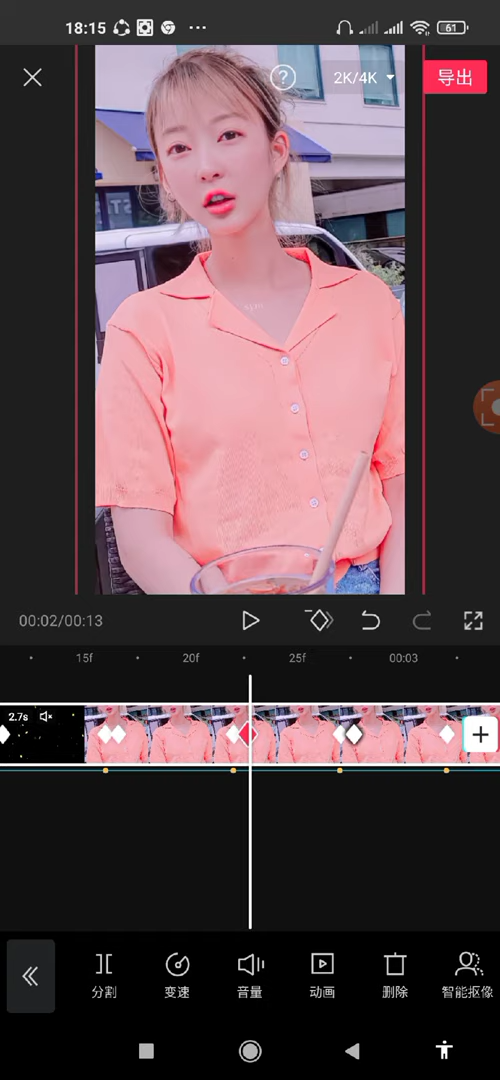 18:15
61
2K/4K
导出
00:02/00:13
15f
20f
25f
00:03
2.7s
分割
变速
音量
动画
删除
智能抠像